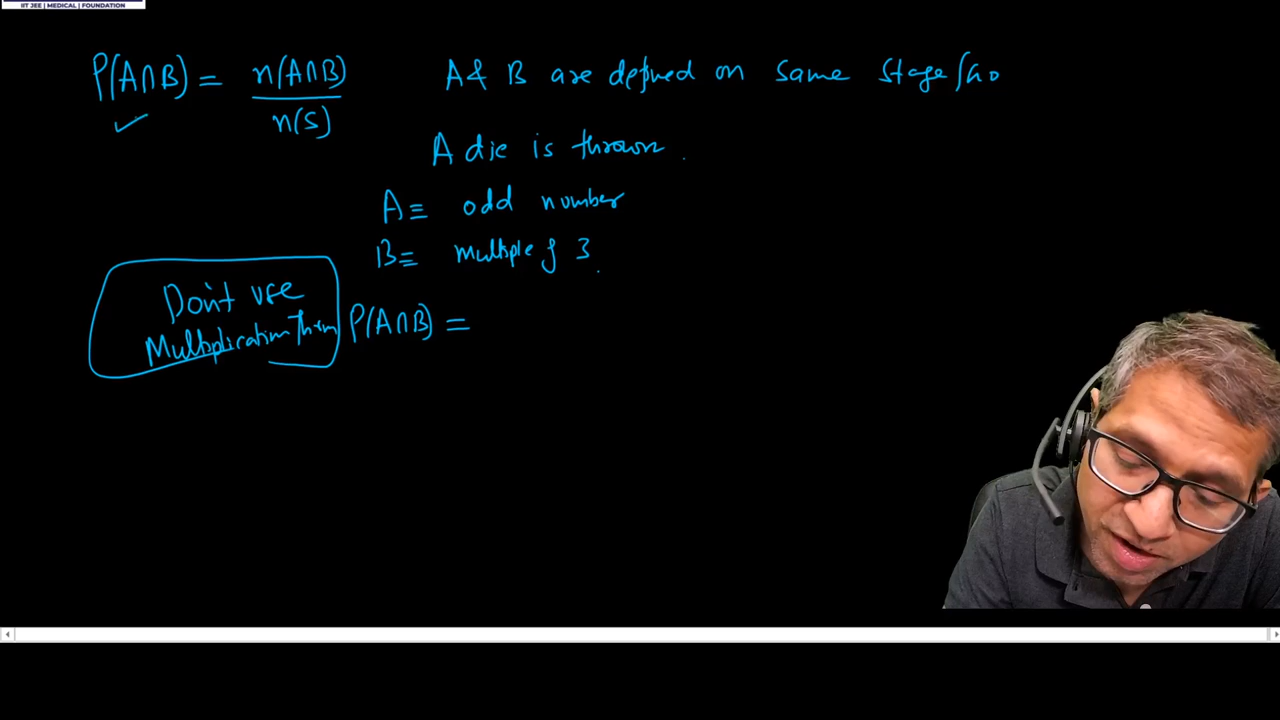 IIT JEE | MEDICAL | FOUNDATION
P(A∩B) = n(A∩B) / n(S) A & B are defined on same stage/
A die is thrown.
A ≡ odd number
B ≡ multiple of 3.
Don't use
Multiplication P(A∩B) =